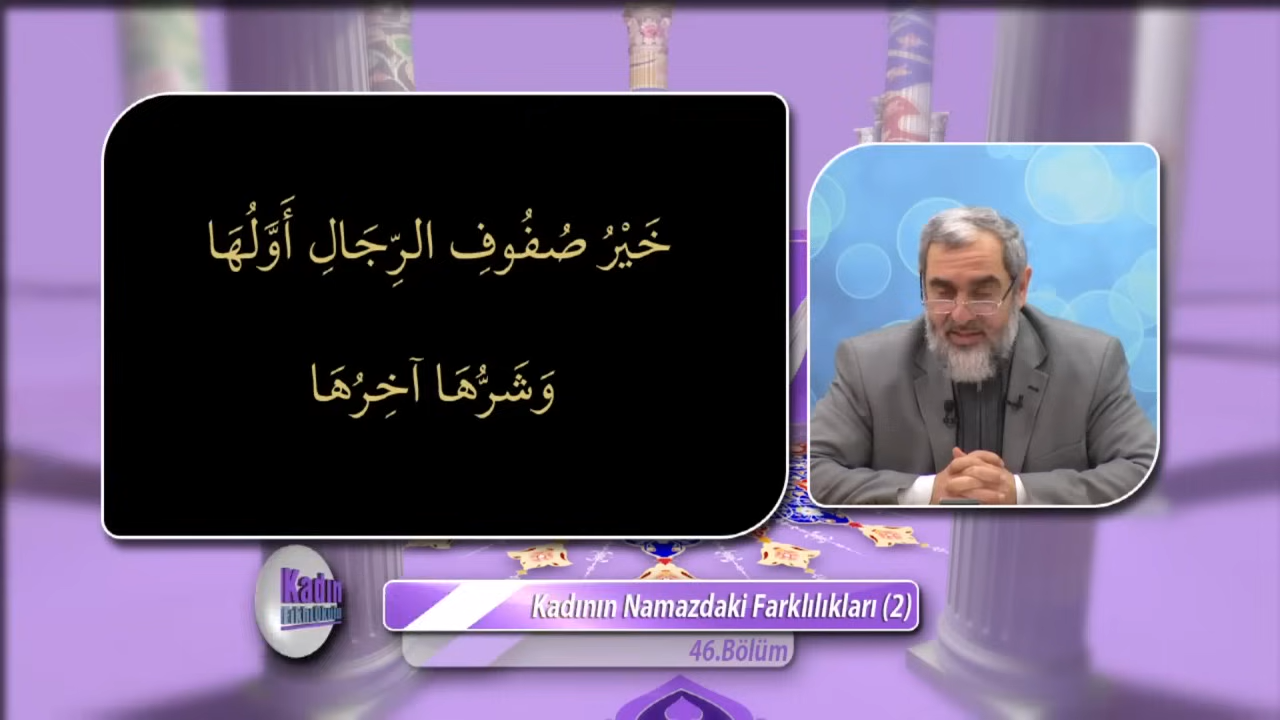 خَيْرُ صُفُوفِ الرِّجَالِ أَوَّلُهَا
وَشَرُّهَا آخِرُهَا
Kadın
Kadının Namazdaki Farklılıkları (2)
46.Bölüm